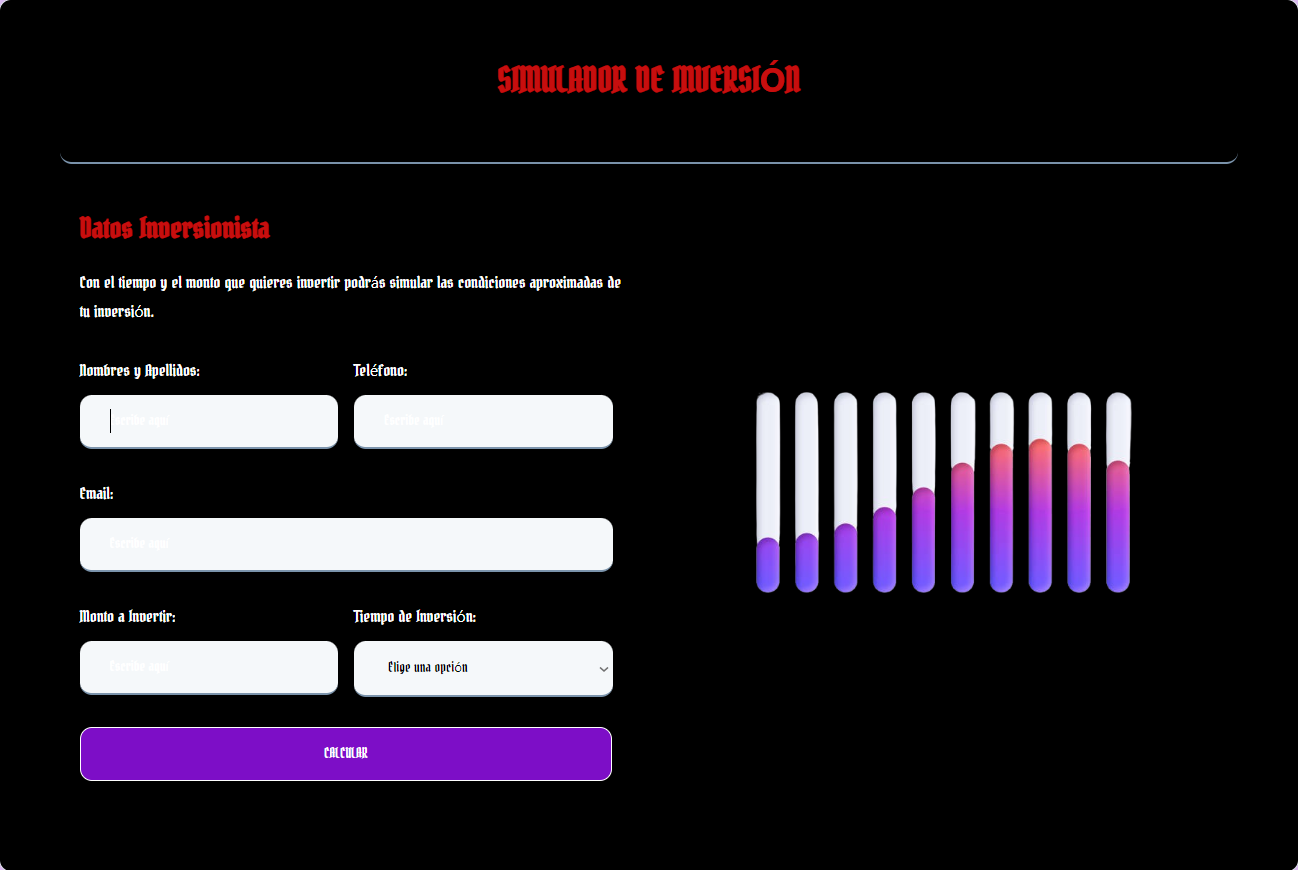 SIMULADOR DE INVERSIÓN
Datos Inversionista
Con el tiempo y el monto que quieres invertir podrás simular las condiciones aproximadas de
tu inversión.
Nombres y Apellidos:
Teléfono:
Escribe aquí
Escribe aquí
Email:
Escribe aquí
Monto a Invertir:
Tiempo de Inversión:
Escribe aquí
Elige una opción
CALCULAR